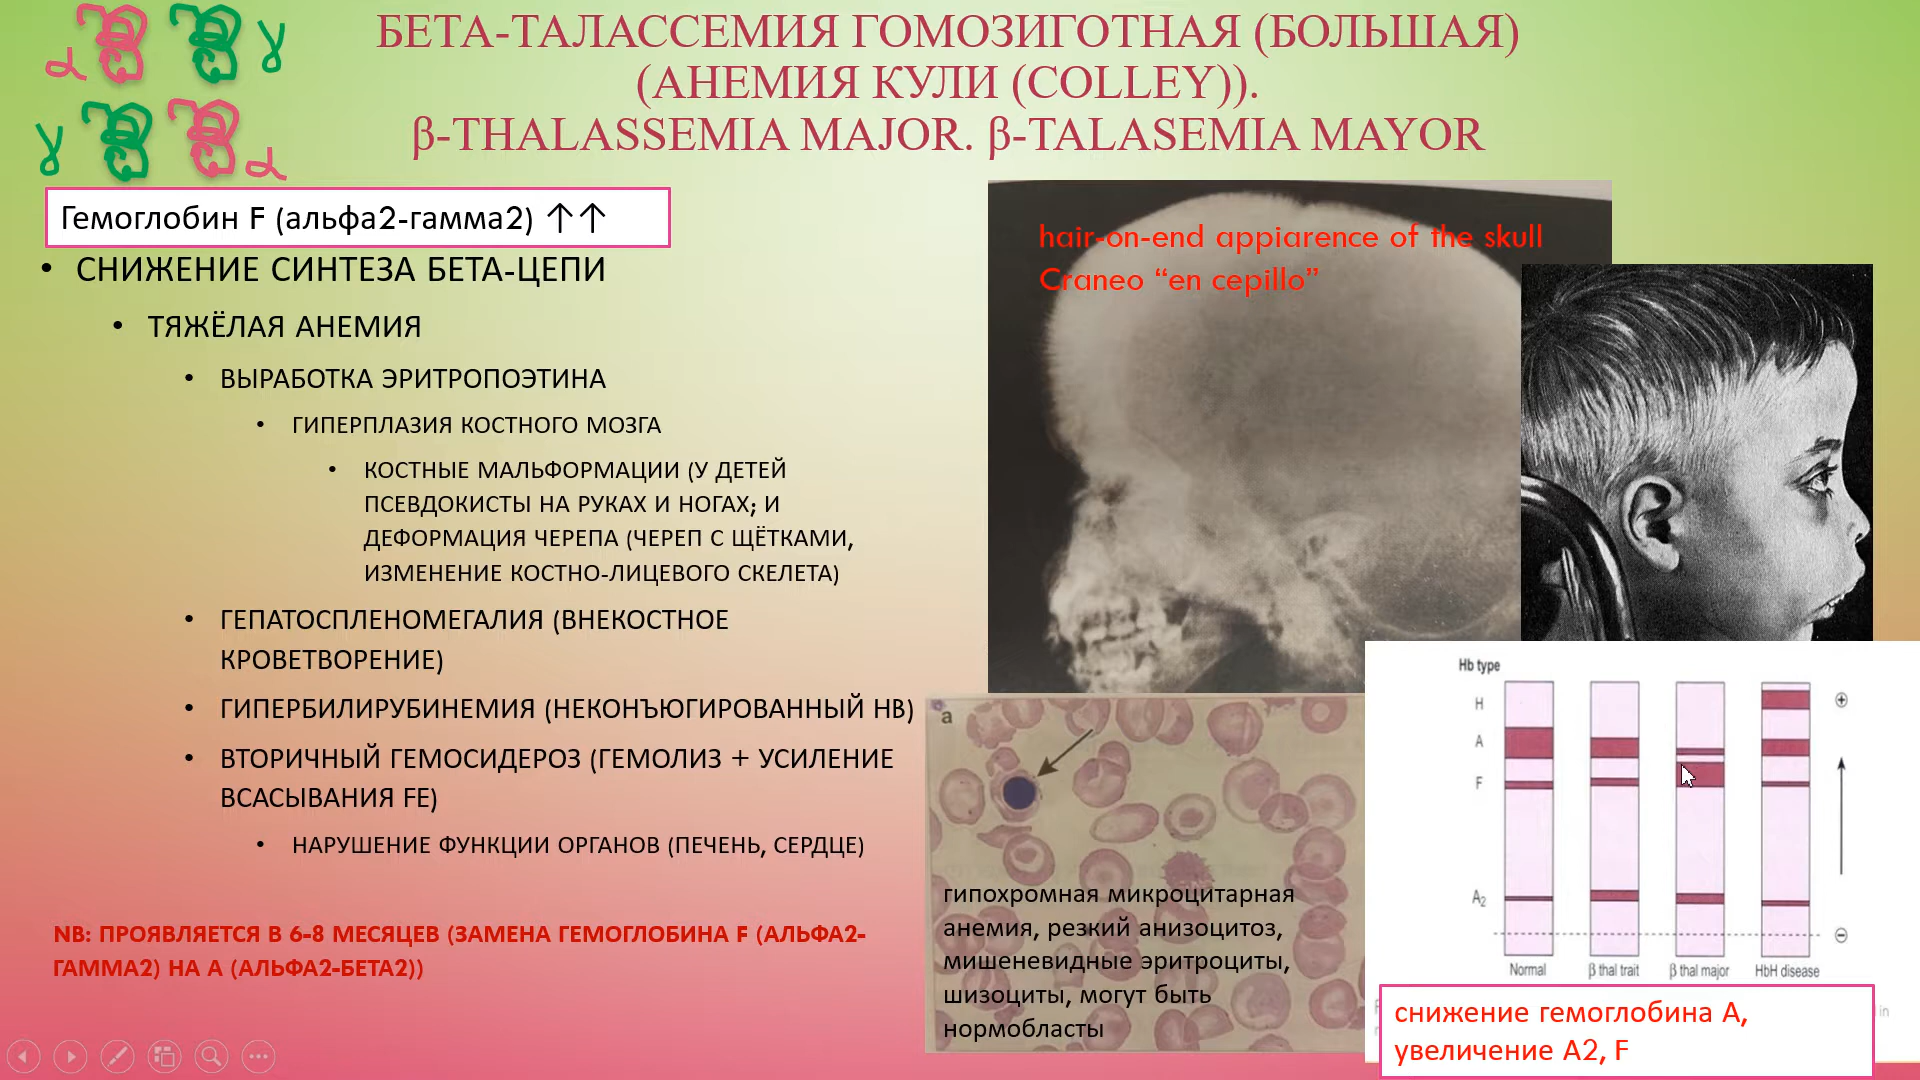 БЕТА-ТАЛАССЕМИЯ ГОМОЗИГОТНАЯ (БОЛЬШАЯ)
(АНЕМИЯ КУЛИ (COLLEY)).
β-THALASSEMIA MAJOR. β-TALASEMIA MAYOR
α γ
γ α
Гемоглобин F (альфа2-гамма2) ↑↑
• СНИЖЕНИЕ СИНТЕЗА БЕТА-ЦЕПИ
• ТЯЖЁЛАЯ АНЕМИЯ
• ВЫРАБОТКА ЭРИТРОПОЭТИНА
• ГИПЕРПЛАЗИЯ КОСТНОГО МОЗГА
• КОСТНЫЕ МАЛЬФОРМАЦИИ (У ДЕТЕЙ
ПСЕВДОКИСТЫ НА РУКАХ И НОГАХ; И
ДЕФОРМАЦИЯ ЧЕРЕПА (ЧЕРЕП С ЩЁТКАМИ,
ИЗМЕНЕНИЕ КОСТНО-ЛИЦЕВОГО СКЕЛЕТА)
• ГЕПАТОСПЛЕНОМЕГАЛИЯ (ВНЕКОСТНОЕ
КРОВЕТВОРЕНИЕ)
• ГИПЕРБИЛИРУБИНЕМИЯ (НЕКОНЪЮГИРОВАННЫЙ HB)
• ВТОРИЧНЫЙ ГЕМОСИДЕРОЗ (ГЕМОЛИЗ + УСИЛЕНИЕ
ВСАСЫВАНИЯ FE)
• НАРУШЕНИЕ ФУНКЦИИ ОРГАНОВ (ПЕЧЕНЬ, СЕРДЦЕ)
NB: ПРОЯВЛЯЕТСЯ В 6-8 МЕСЯЦЕВ (ЗАМЕНА ГЕМОГЛОБИНА F (АЛЬФА2-
ГАММА2) НА А (АЛЬФА2-БЕТА2))
hair-on-end appiarence of the skull
Craneo “en cepillo”
a
гипохромная микроцитарная
анемия, резкий анизоцитоз,
мишеневидные эритроциты,
шизоциты, могут быть
нормобласты
Hb type
H
A
F
A2
+
−
Normal β thal trait β thal major HbH disease
снижение гемоглобина А,
увеличение А2, F
in